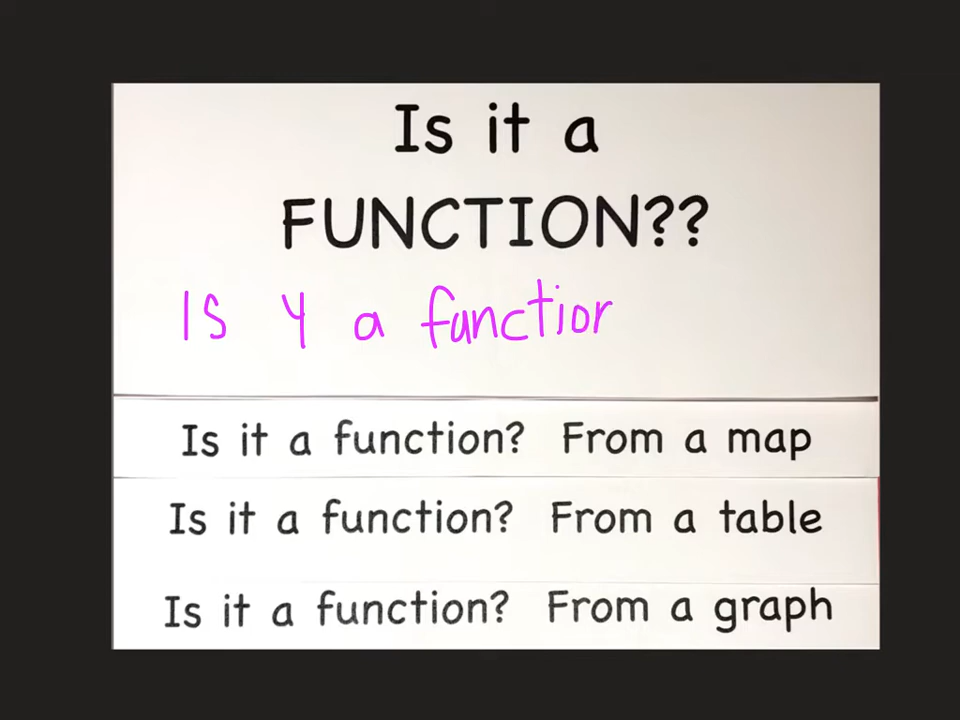 Is it a
FUNCTION??
IS Y a function
Is it a function? From a map
Is it a function? From a table
Is it a function? From a graph